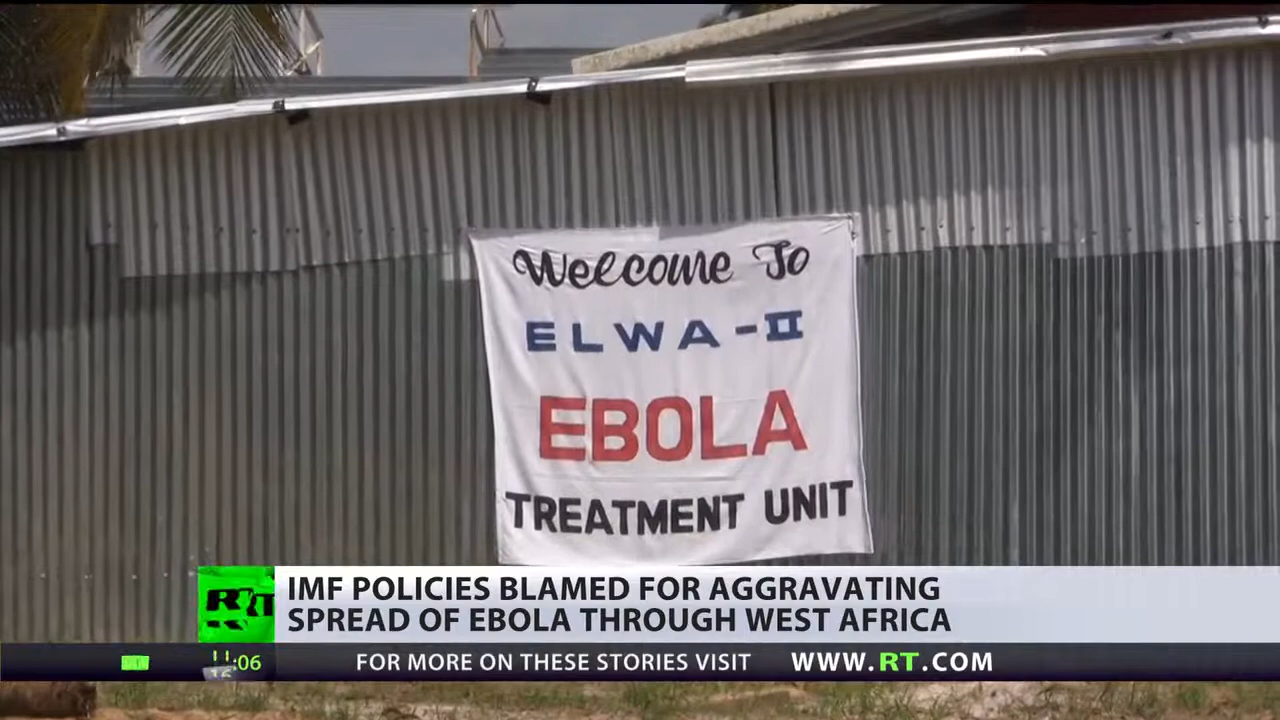 Welcome To
ELWA-II
EBOLA
TREATMENT UNIT
RT
IMF POLICIES BLAMED FOR AGGRAVATING
SPREAD OF EBOLA THROUGH WEST AFRICA
:06
FOR MORE ON THESE STORIES VISIT WWW.RT.COM